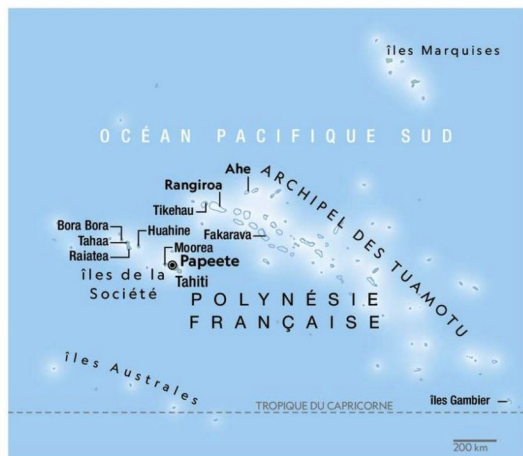 îles Marquises
OCÉAN PACIFIQUE SUD
Ahe
ARCHIPEL DES TUAMOTU
Rangiroa
Tikehau
Bora Bora
Huahine
Fakarava
Tahaa
Moorea
Raiatea
Papeete
îles de la
Société
Tahiti
POLYNÉSIE
FRANÇAISE
îles Australes
îles Gambier
TROPIQUE DU CAPRICORNE
200 km